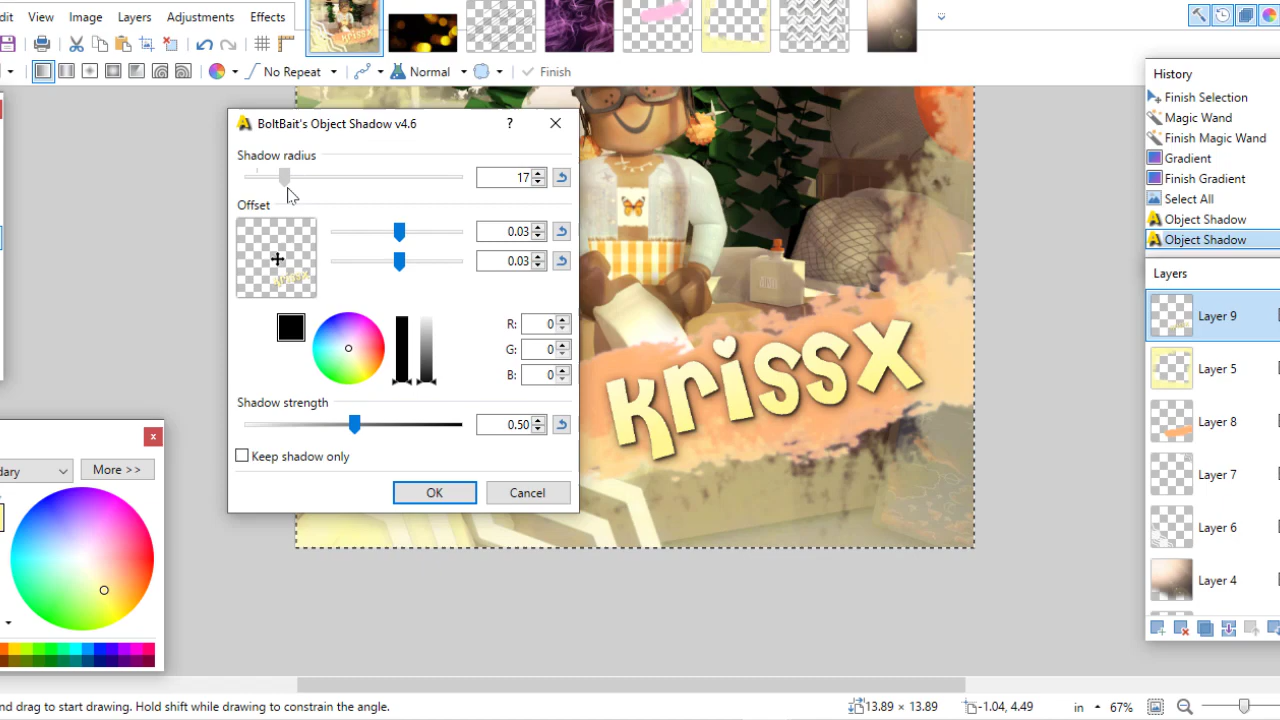 View Image Layers Adjustments Effects
No Repeat Normal Finish
BoltBait's Object Shadow v4.6
?
Shadow radius
17
Offset
0.03
0.03
R: 0
G: 0
B: 0
Shadow strength
0.50
Keep shadow only
OK Cancel
krissx
More >>
History
Finish Selection
Magic Wand
Finish Magic Wand
Gradient
Finish Gradient
Select All
Object Shadow
Object Shadow
Layers
Layer 9
Layer 5
Layer 8
Layer 7
Layer 6
Layer 4
nd drag to start drawing. Hold shift while drawing to constrain the angle.
13.89 × 13.89 -1.04, 4.49 in 67%